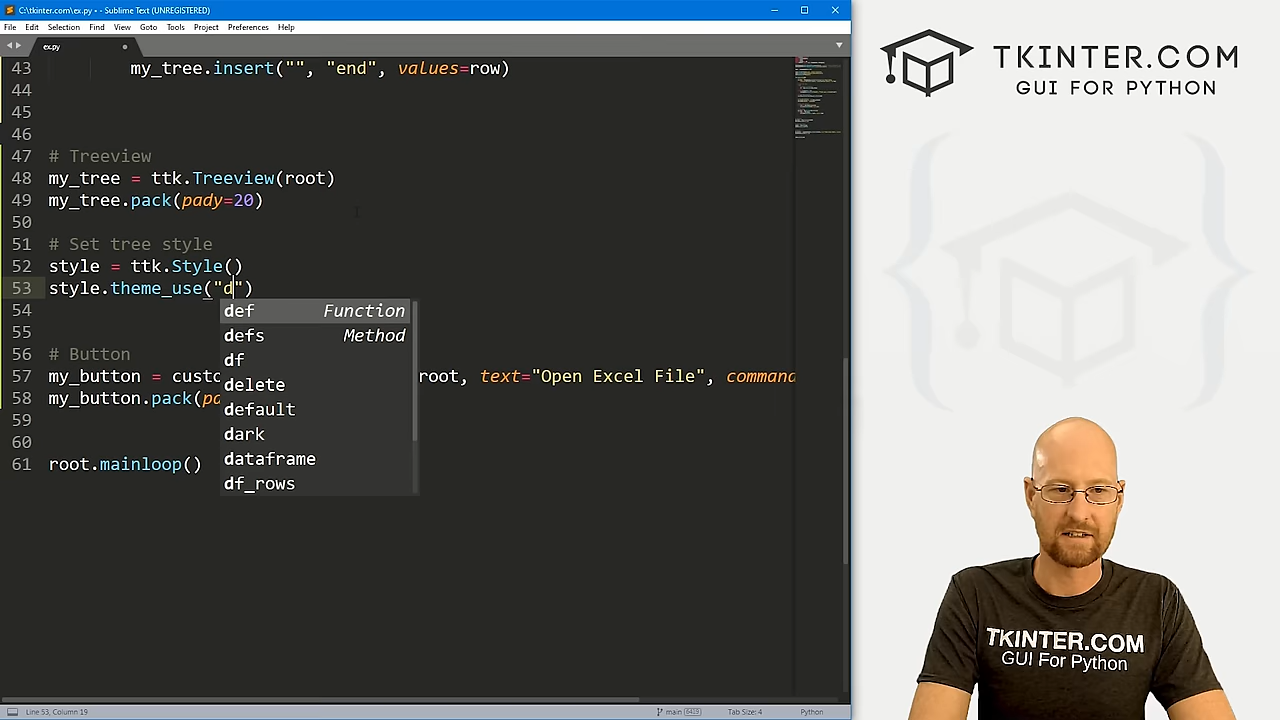 C:\tkinter.com\ex.py • - Sublime Text (UNREGISTERED)
File Edit Selection Find View Goto Tools Project Preferences Help
ex.py
43 my_tree.insert("", "end", values=row)
44
45
46
47 # Treeview
48 my_tree = ttk.Treeview(root)
49 my_tree.pack(pady=20)
50
51 # Set tree style
52 style = ttk.Style()
53 style.theme_use("d")
54
def Function
defs Method
df
delete
default
dark
dataframe
df_rows
55
56 # Button
57 my_button = custo root, text="Open Excel File", command
58 my_button.pack(pa
59
60
61 root.mainloop()
Line 53, Column 19
main 6419
Tab Size: 4
Python
TKINTER.COM
GUI FOR PYTHON
TKINTER.COM
GUI For Python